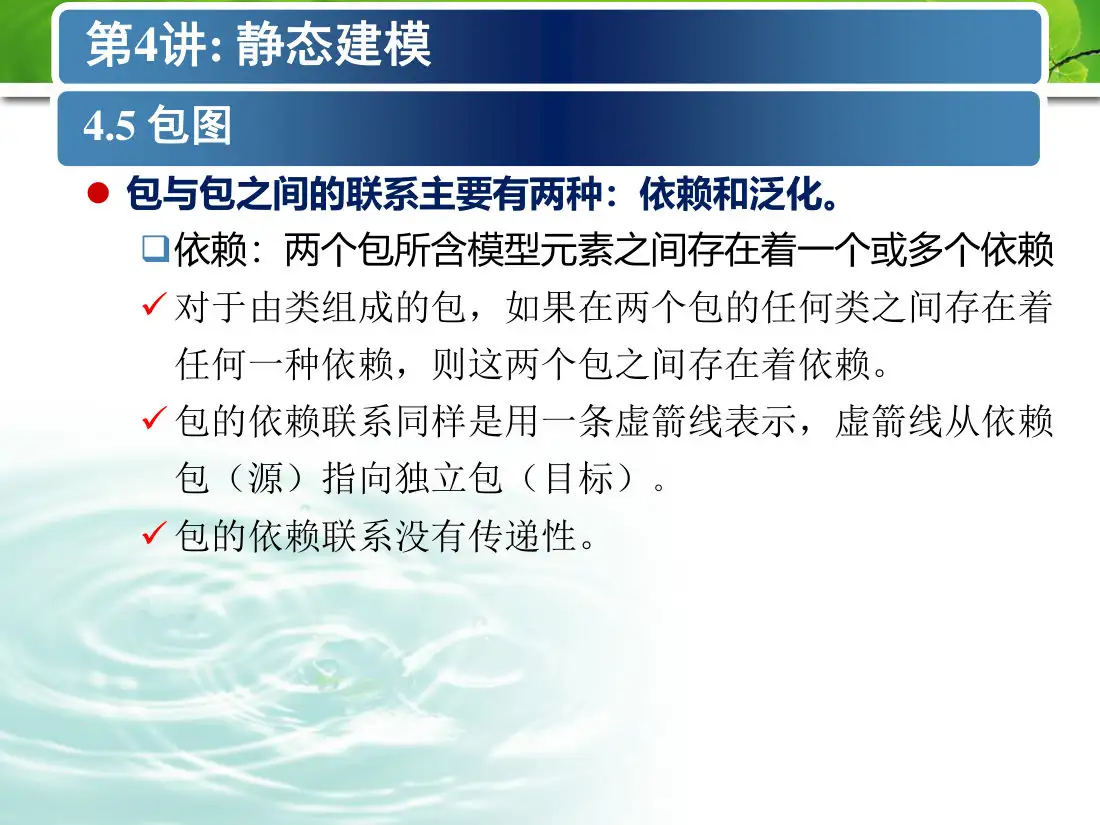 第4讲: 静态建模
4.5 包图
包与包之间的联系主要有两种：依赖和泛化。
依赖：两个包所含模型元素之间存在着一个或多个依赖
对于由类组成的包，如果在两个包的任何类之间存在着
任何一种依赖，则这两个包之间存在着依赖。
包的依赖联系同样是用一条虚箭线表示，虚箭线从依赖
包（源）指向独立包（目标）。
包的依赖联系没有传递性。